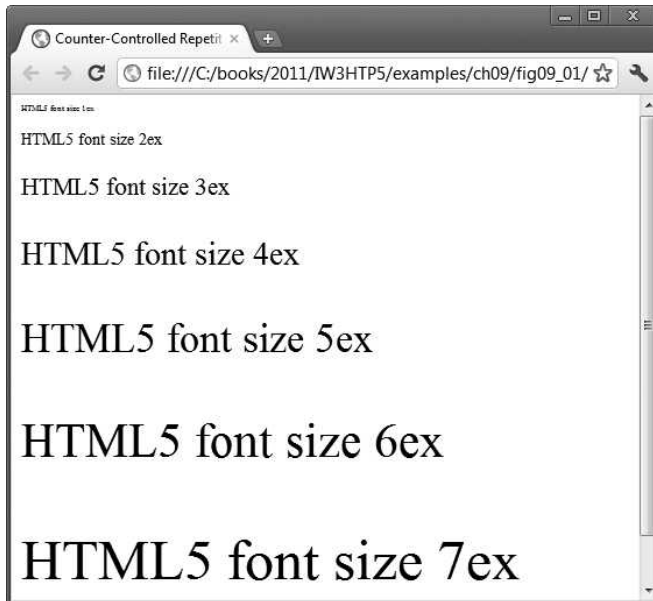 Counter-Controlled Repetit
file:///C:/books/2011/IW3HTP5/examples/ch09/fig09_01/
HTML5 font size 1ex
HTML5 font size 2ex
HTML5 font size 3ex
HTML5 font size 4ex
HTML5 font size 5ex
HTML5 font size 6ex
HTML5 font size 7ex